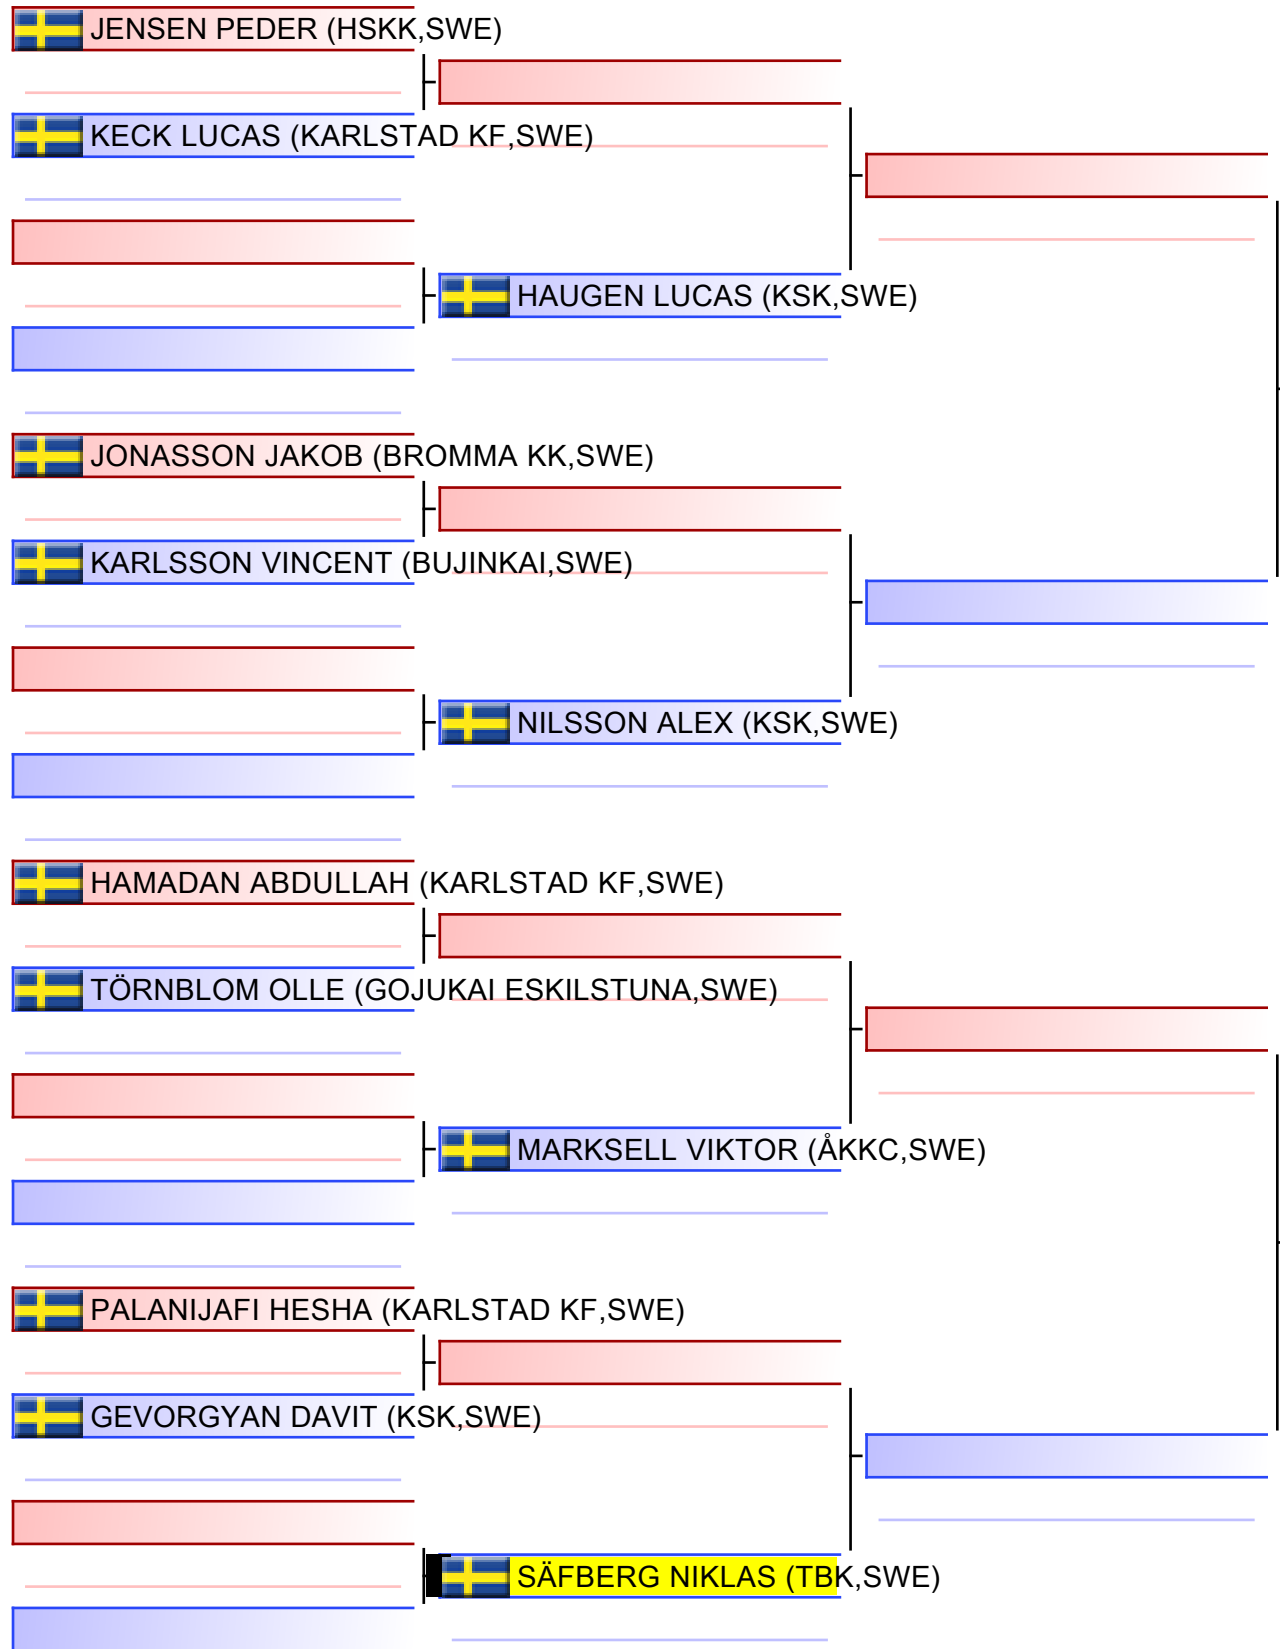 JENSEN PEDER (HSKK,SWE)
KECK LUCAS (KARLSTAD KF,SWE)
HAUGEN LUCAS (KSK,SWE)
JONASSON JAKOB (BROMMA KK,SWE)
KARLSSON VINCENT (BUJINKAI,SWE)
NILSSON ALEX (KSK,SWE)
HAMADAN ABDULLAH (KARLSTAD KF,SWE)
TÖRNBLOM OLLE (GOJUKAI ESKILSTUNA,SWE)
MARKSELL VIKTOR (ÅKKC,SWE)
PALANIJAFI HESHA (KARLSTAD KF,SWE)
GEVORGYAN DAVIT (KSK,SWE)
SÄFBERG NIKLAS (TBK,SWE)